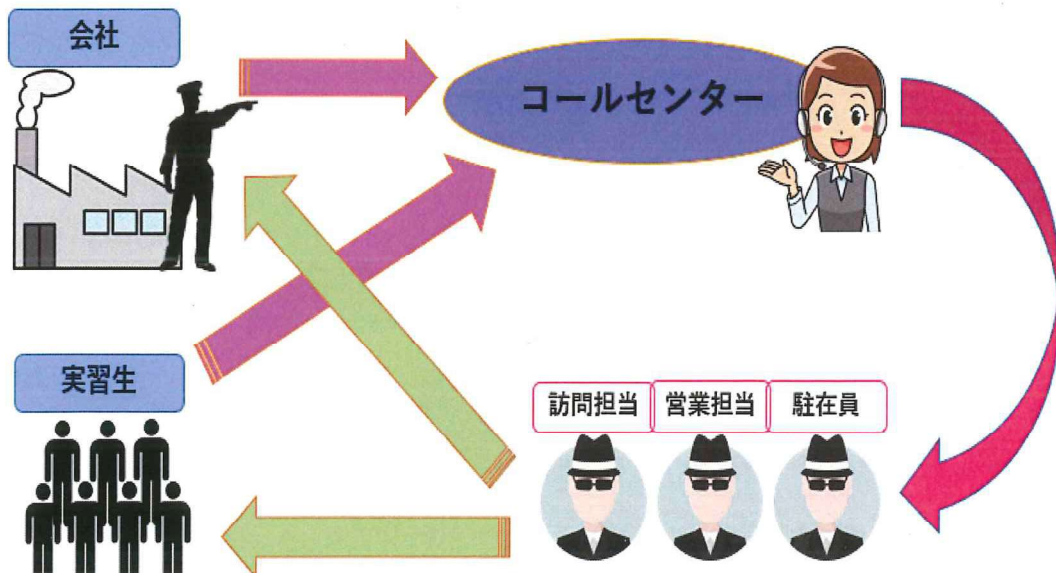 会社
コールセンター
実習生
訪問担当
営業担当
駐在員